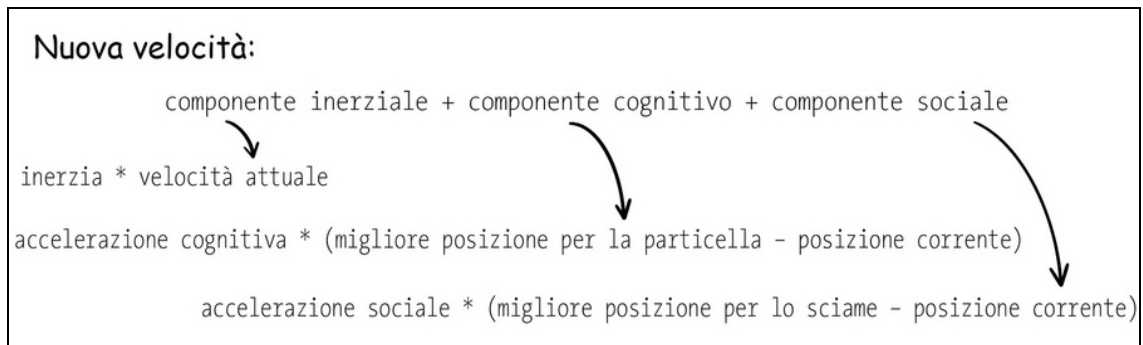 Nuova velocità:
componente inerziale + componente cognitivo + componente sociale
inerzia * velocità attuale
accelerazione cognitiva * (migliore posizione per la particella – posizione corrente)
accelerazione sociale * (migliore posizione per lo sciame – posizione corrente)